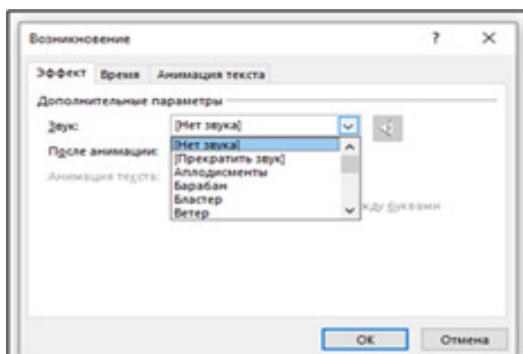 Возникновение ? ×
Эффект Время Анимация текста
Дополнительные параметры
Звук: [Нет звука]
[Нет звука]
После анимации: [Прекратить звук]
Анимация текста: Аплодисменты
Барабан
Бластер жду буквами
Ветер
ОК Отмена